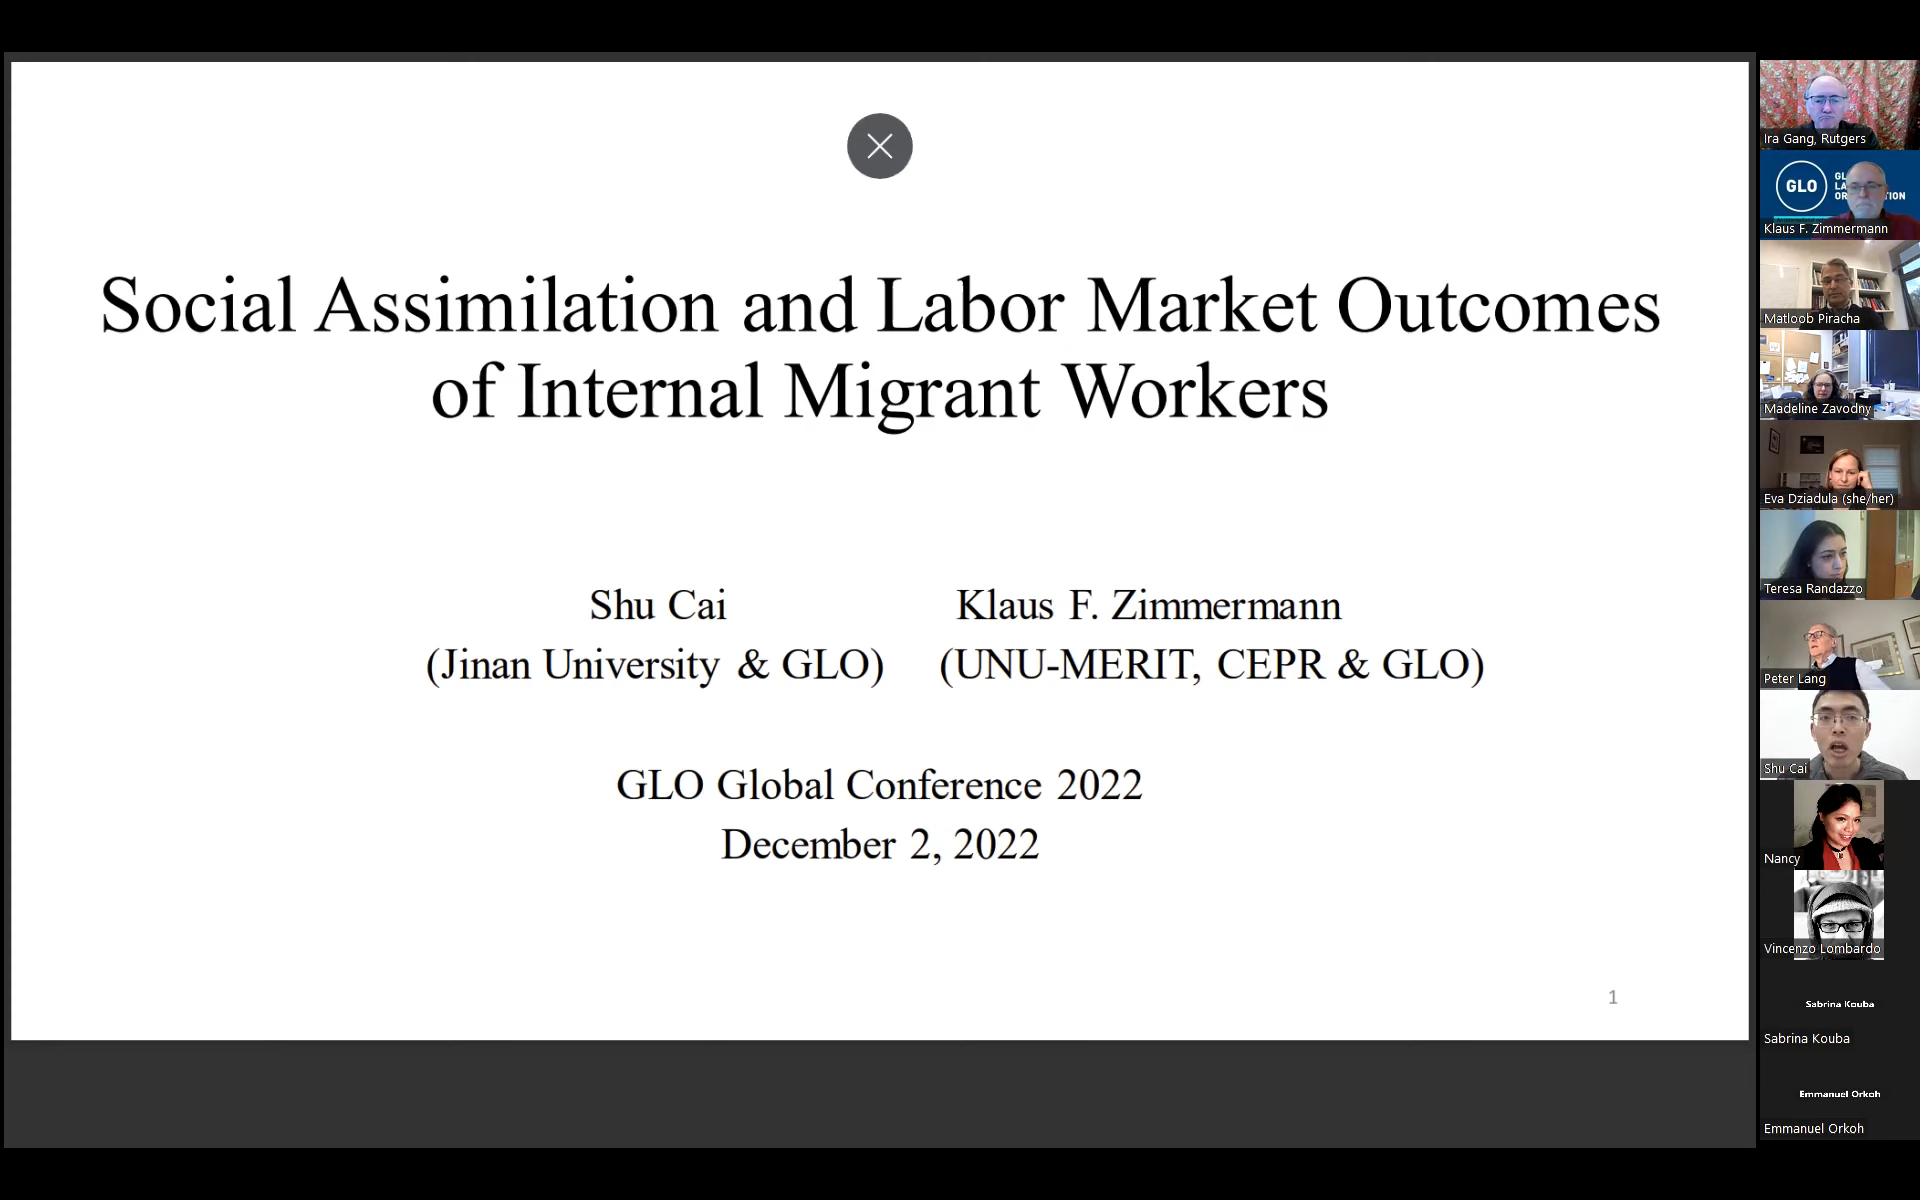 Social Assimilation and Labor Market Outcomes
of Internal Migrant Workers
Shu Cai
Klaus F. Zimmermann
(Jinan University & GLO)
(UNU-MERIT, CEPR & GLO)
GLO Global Conference 2022
December 2, 2022
1
Ira Gang, Rutgers
GLO
Klaus F. Zimmermann
Matloob Piracha
Madeline Zavodny
Eva Dziadula (she/her)
Teresa Randazzo
Peter Lang
Shu Cai
Nancy
Vincenzo Lombardo
Sabrina Kouba
Sabrina Kouba
Emmanuel Orkoh
Emmanuel Orkoh